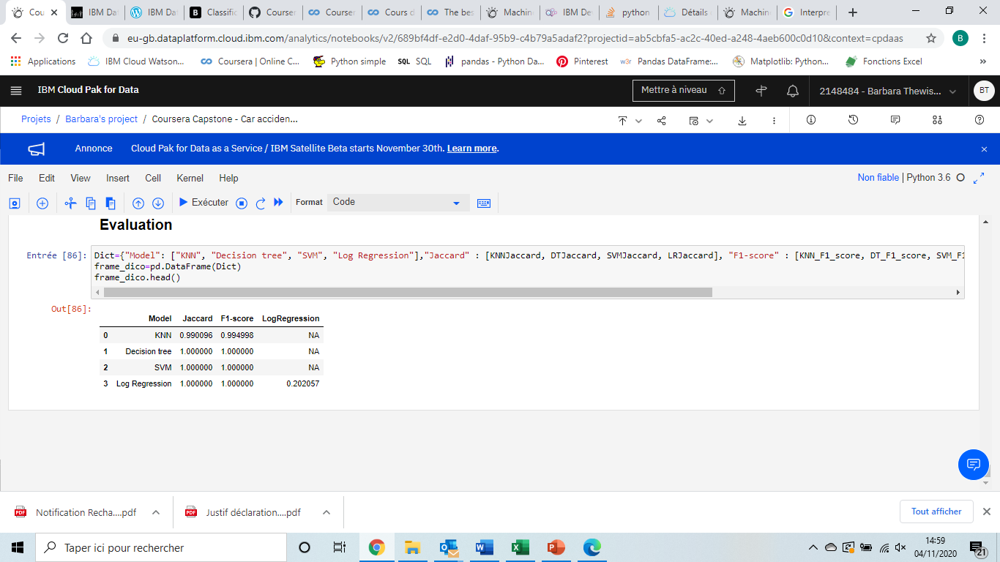 Cou
IBM Dat
IBM Dat
Classific
Courser
Courser
Cours d
The bes
Machin
IBM De
python
Détails
Machin
Interpre
eu-gb.dataplatform.cloud.ibm.com/analytics/notebooks/v2/689bf4df-e2d0-4daf-95b9-c4b79a5adaf2?projectid=ab5cbfa5-ac2c-40ed-a248-4aeb600c0d10&context=cpdaas
B
Applications
IBM Cloud Watson...
Coursera | Online C...
Python simple
SQL SQL
pandas - Python Da...
Pinterest
w3r Pandas DataFrame:...
Matplotlib: Python...
Fonctions Excel
IBM Cloud Pak for Data
Mettre à niveau
2148484 - Barbara Thewis...
BT
Projets / Barbara's project / Coursera Capstone - Car acciden...
Annonce Cloud Pak for Data as a Service / IBM Satellite Beta starts November 30th. Learn more.
File Edit View Insert Cell Kernel Help
Non fiable | Python 3.6
Exécuter
Format Code
Evaluation
Entrée [86]: Dict={"Model": ["KNN", "Decision tree", "SVM", "Log Regression"],"Jaccard" : [KNNJaccard, DTJaccard, SVMJaccard, LRJaccard], "F1-score" : [KNN_F1_score, DT_F1_score, SVM_F1
frame_dico=pd.DataFrame(Dict)
frame_dico.head()
Out[86]:
Model Jaccard F1-score LogRegression
0 KNN 0.990096 0.994998 NA
1 Decision tree 1.000000 1.000000 NA
2 SVM 1.000000 1.000000 NA
3 Log Regression 1.000000 1.000000 0.202057
PDF Notification Recha....pdf
PDF Justif déclaration....pdf
Tout afficher
Taper ici pour rechercher
14:59
04/11/2020
21